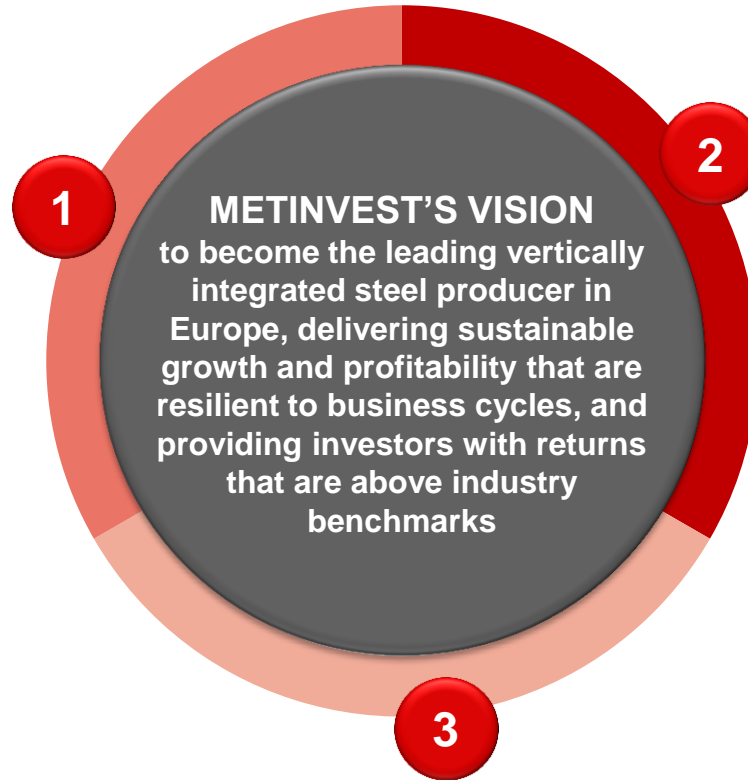 1
2
METINVEST’S VISION
to become the leading vertically
integrated steel producer in
Europe, delivering sustainable
growth and profitability that are
resilient to business cycles, and
providing investors with returns
that are above industry
benchmarks
3